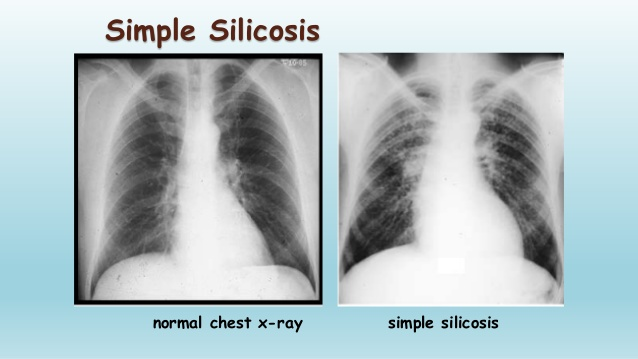 Simple Silicosis
normal chest x-ray
simple silicosis